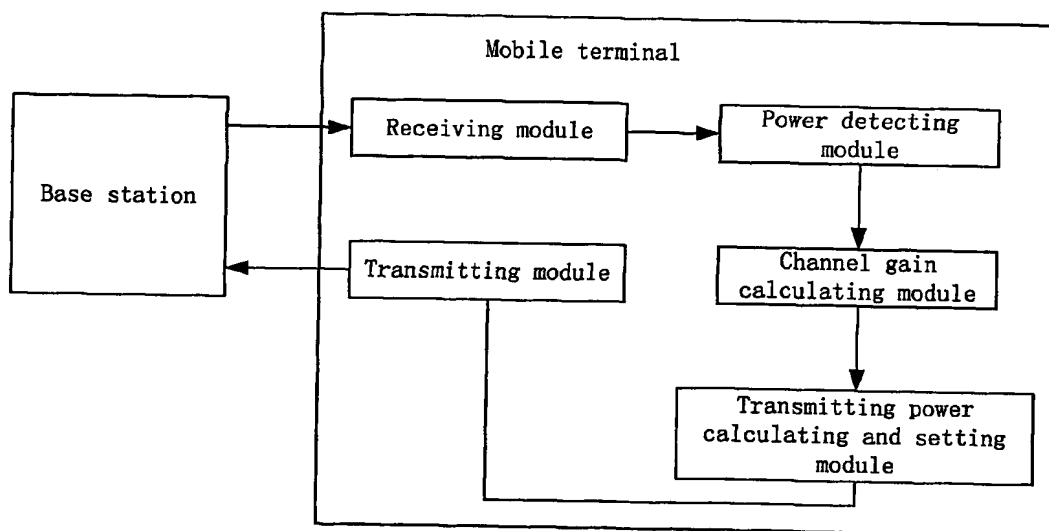 Mobile terminal
Receiving module
Power detecting
module
Base station
Transmitting module
Channel gain
calculating module
Transmitting power
calculating and setting
module